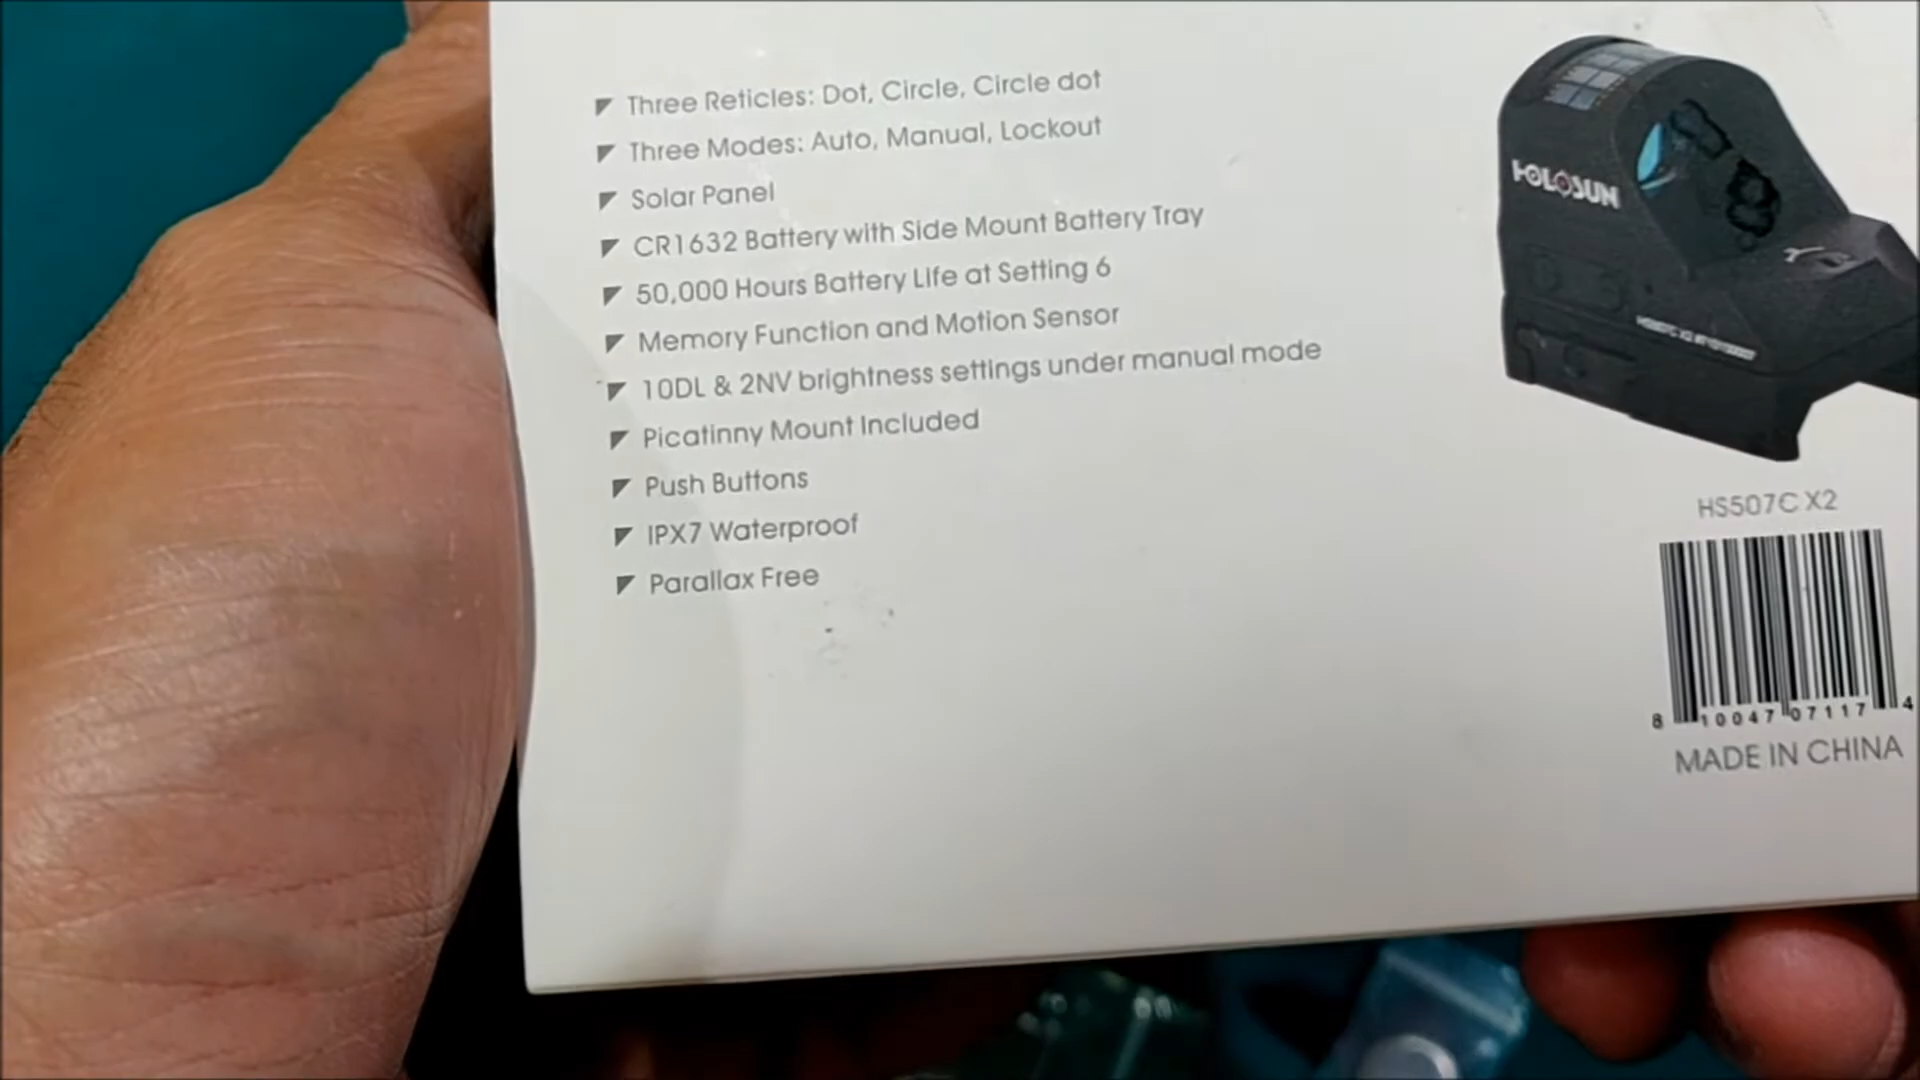 Three Reticles: Dot, Circle, Circle dot
Three Modes: Auto, Manual, Lockout
Solar Panel
CR1632 Battery with Side Mount Battery Tray
50,000 Hours Battery Life at Setting 6
Memory Function and Motion Sensor
10DL & 2NV brightness settings under manual mode
Picatinny Mount Included
Push Buttons
IPX7 Waterproof
Parallax Free
HOLOSUN
HS507C X2
8 10047 07117 4
MADE IN CHINA